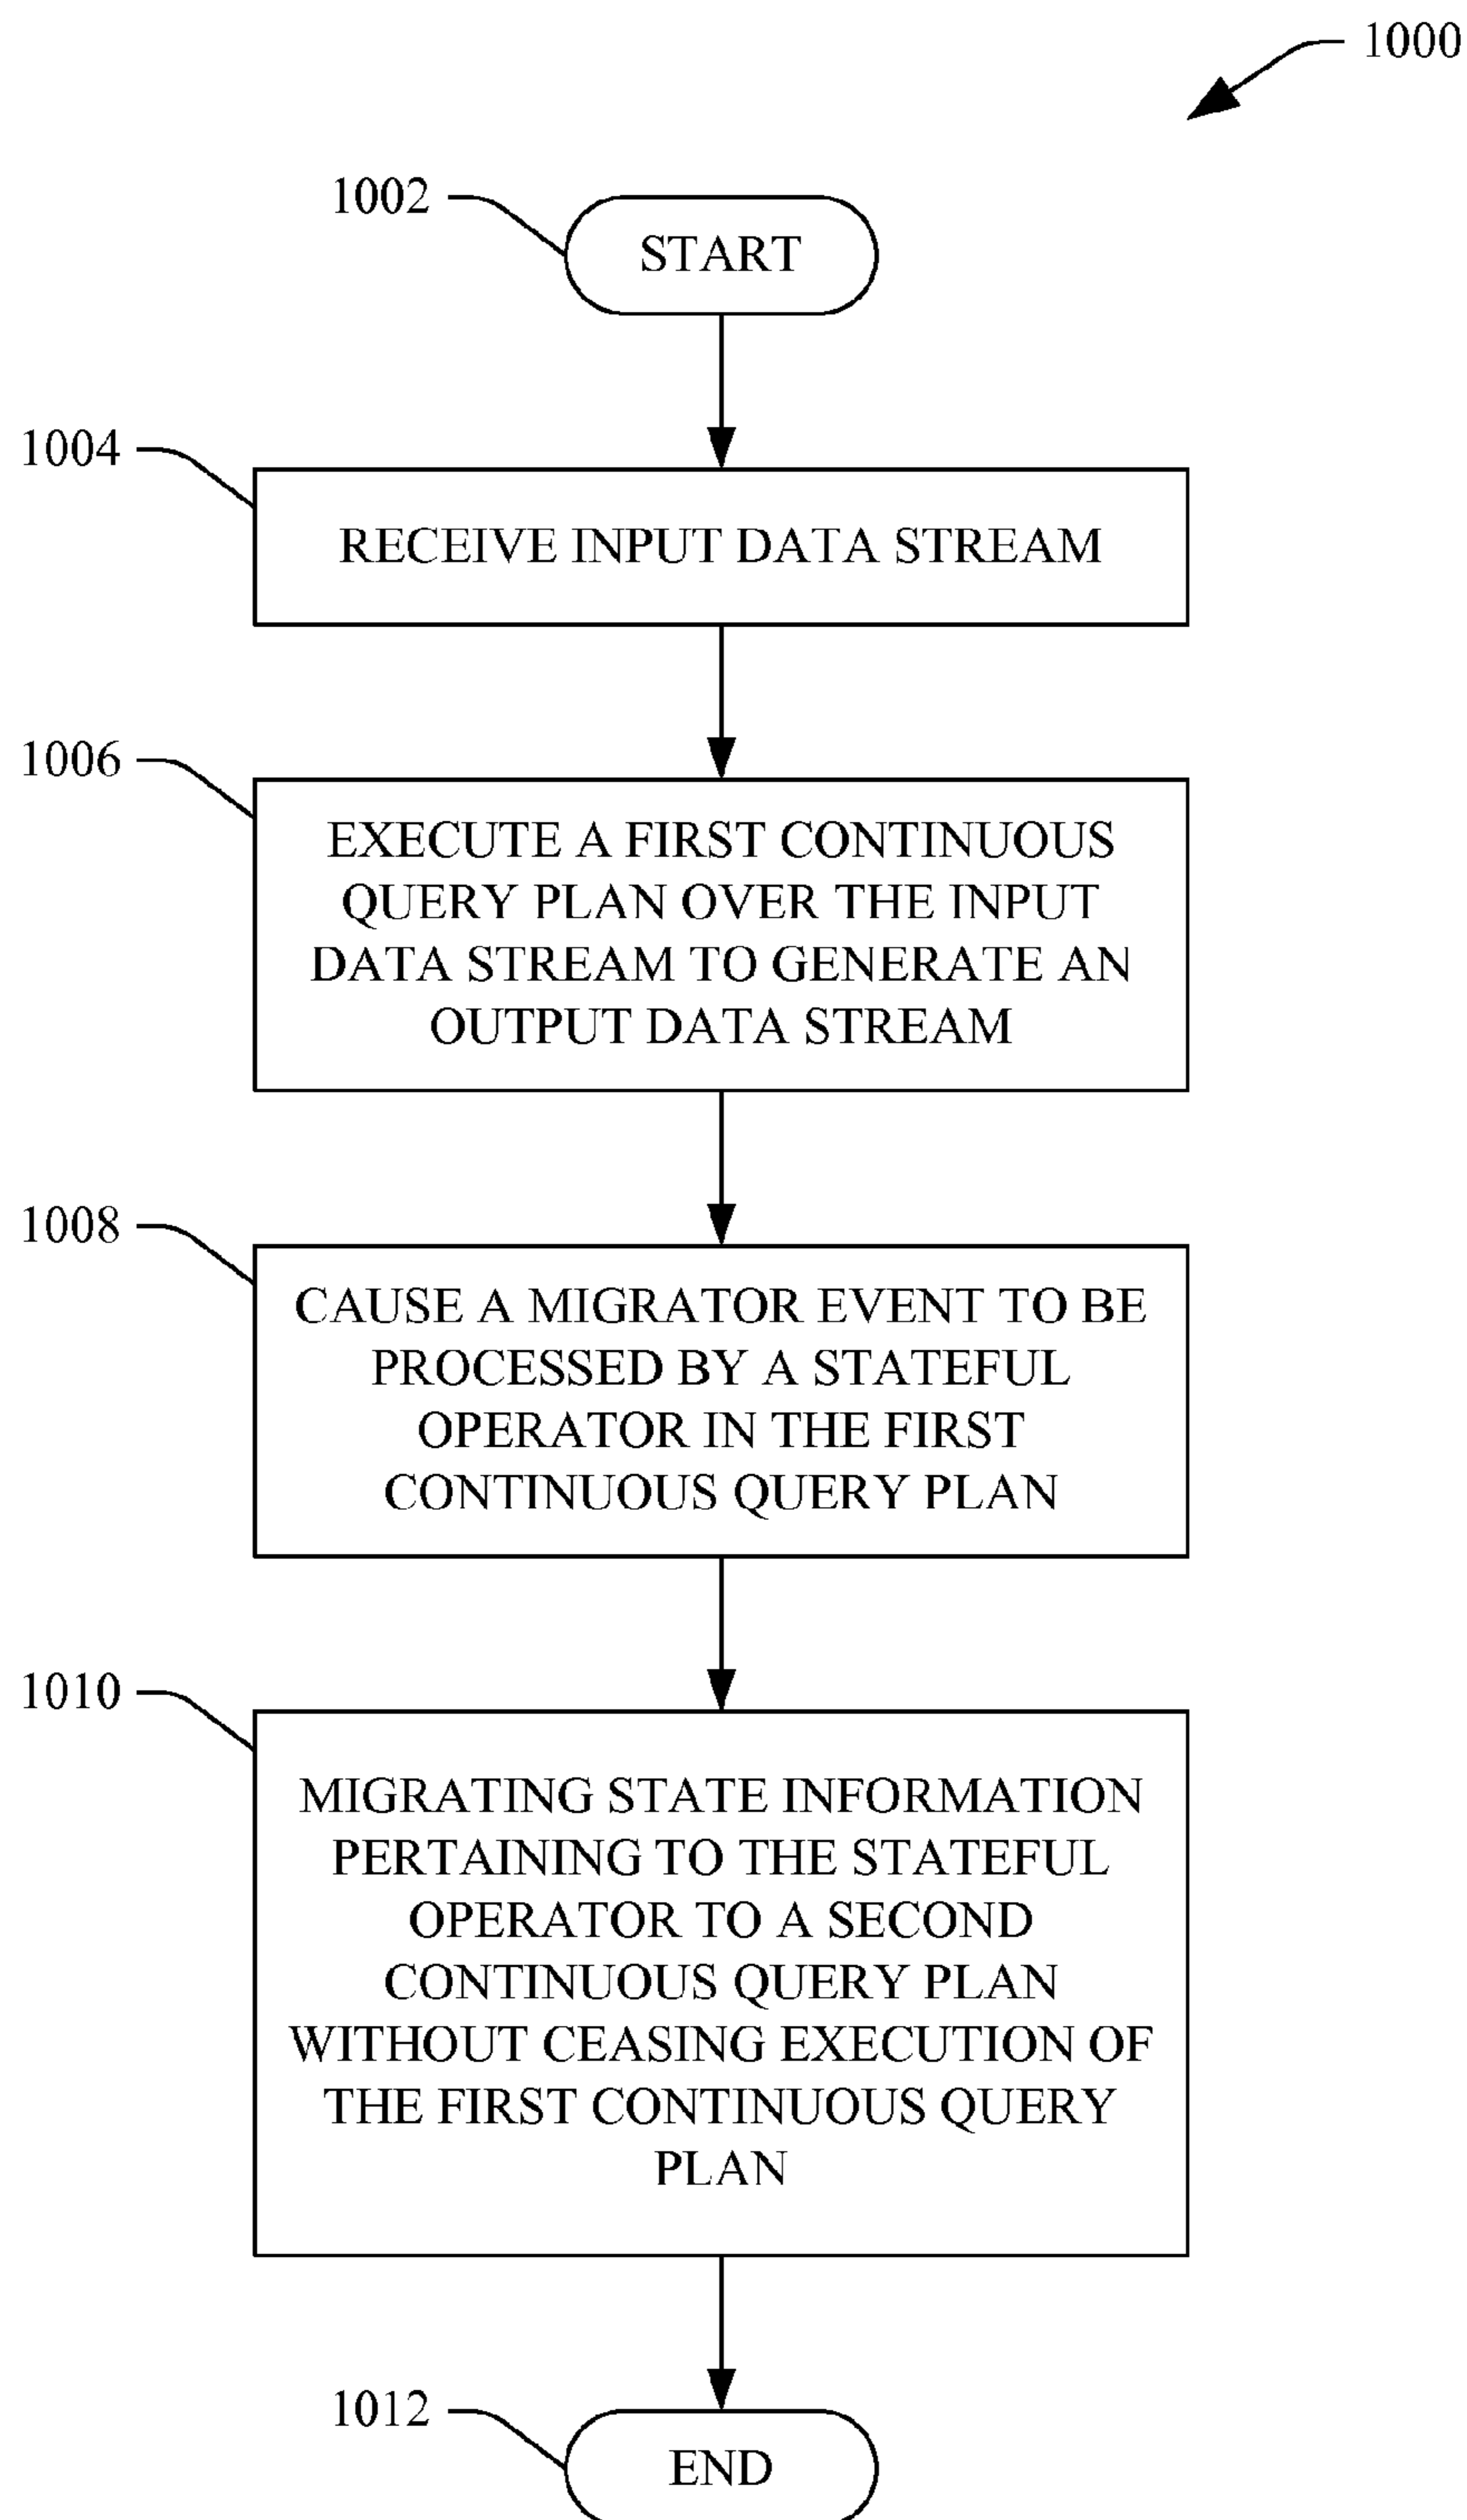 1000
1002
START
1004
RECEIVE INPUT DATA STREAM
1006
EXECUTE A FIRST CONTINUOUS
QUERY PLAN OVER THE INPUT
DATA STREAM TO GENERATE AN
OUTPUT DATA STREAM
1008
CAUSE A MIGRATOR EVENT TO BE
PROCESSED BY A STATEFUL
OPERATOR IN THE FIRST
CONTINUOUS QUERY PLAN
1010
MIGRATING STATE INFORMATION
PERTAINING TO THE STATEFUL
OPERATOR TO A SECOND
CONTINUOUS QUERY PLAN
WITHOUT CEASING EXECUTION OF
THE FIRST CONTINUOUS QUERY
PLAN
1012
END